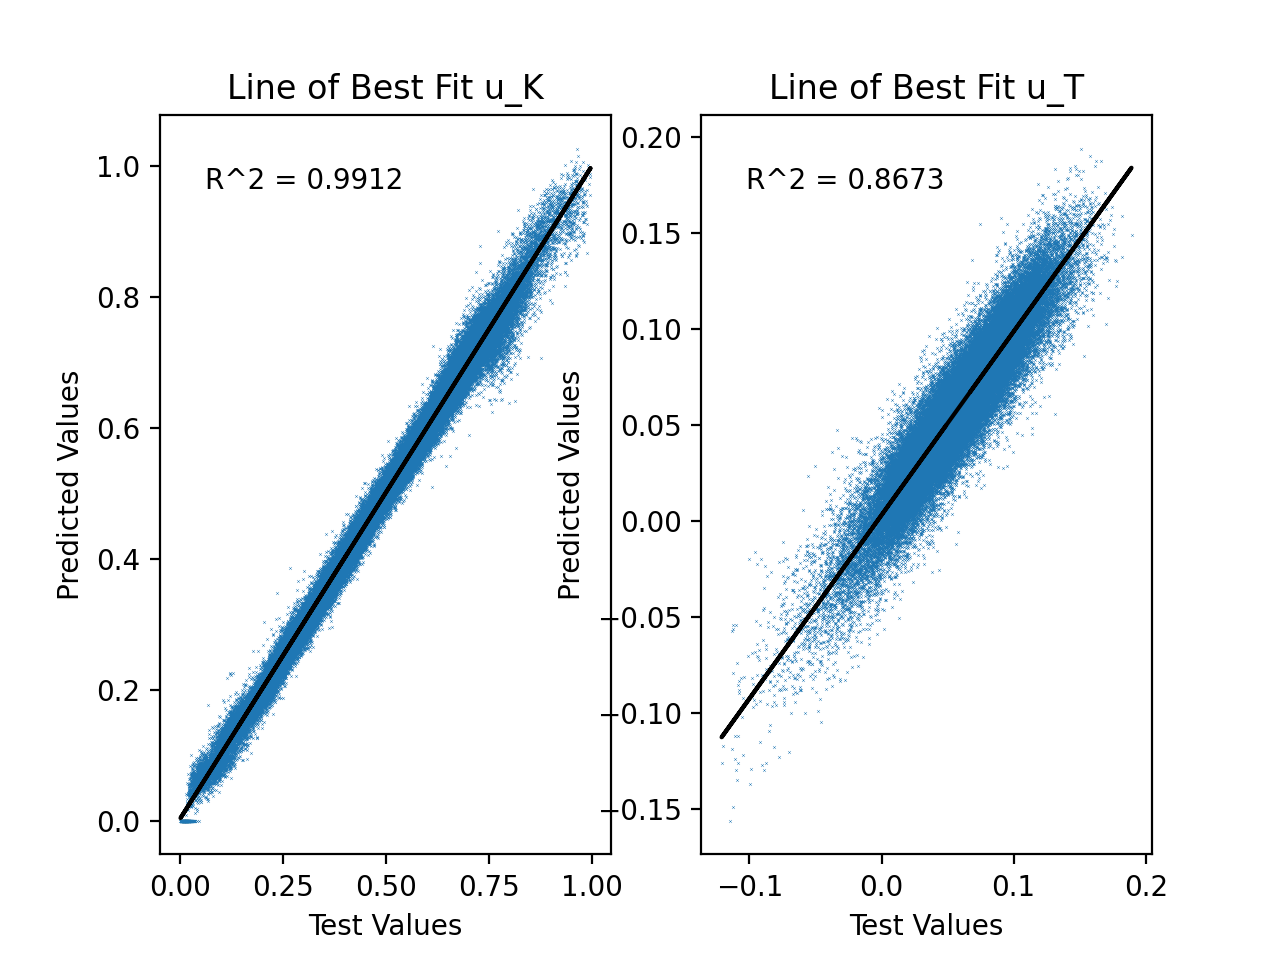 Line of Best Fit u_K
R^2 = 0.9912
Predicted Values
1.0
0.8
0.6
0.4
0.2
0.0
0.00 0.25 0.50 0.75 1.00
Test Values
Line of Best Fit u_T
R^2 = 0.8673
Predicted Values
0.20
0.15
0.10
0.05
0.00
−0.05
−0.10
−0.15
−0.1 0.0 0.1 0.2
Test Values